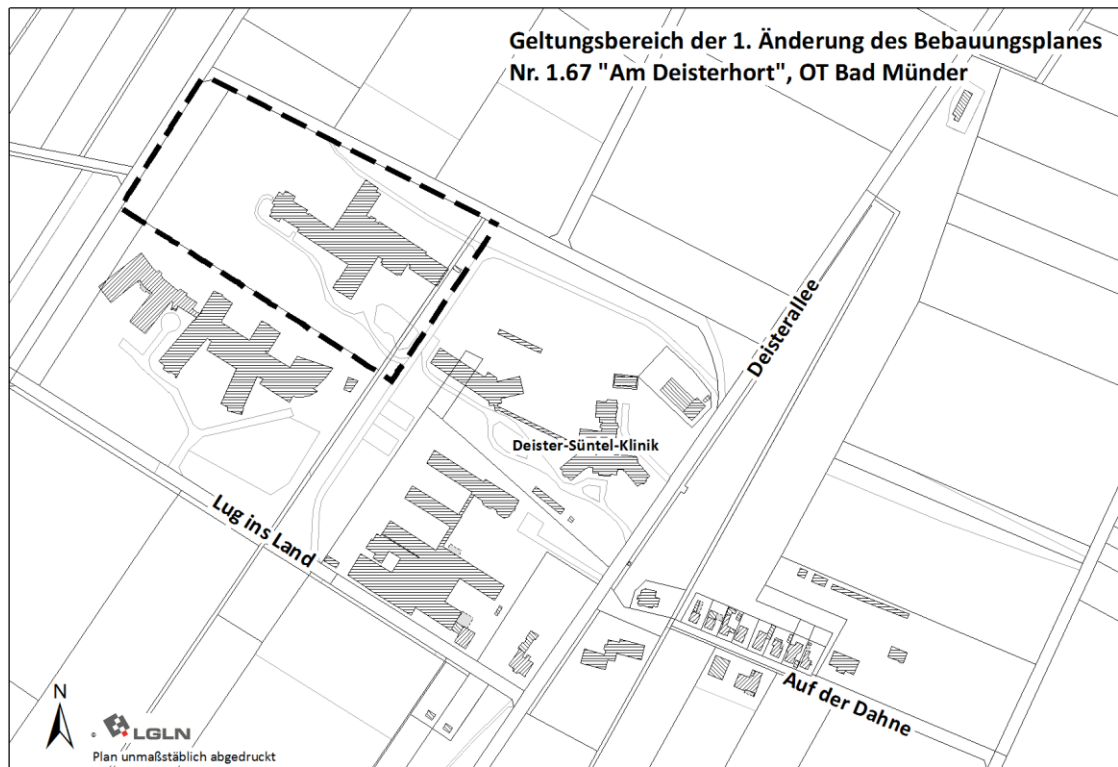 Geltungsbereich der 1. Änderung des Bebauungsplanes
Nr. 1.67 "Am Deisterhort", OT Bad Münder
Deisterallee
Deister-Süntel-Klinik
Lug ins Land
Auf der Dahne
N
© LGLN
Plan unmaßstäblich abgedruckt